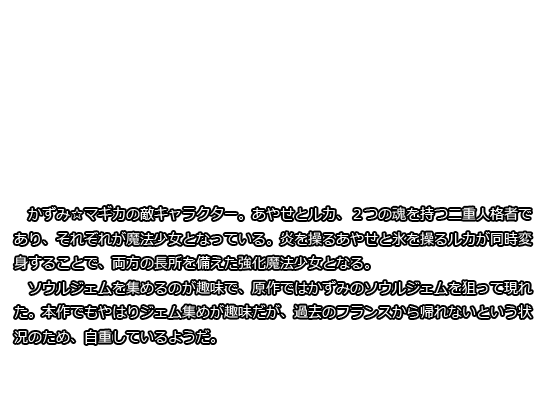 かずみ☆マギカの敵キャラクター。あやせとルカ、２つの魂を持つ二重人格者で
あり、それぞれが魔法少女となっている。炎を操るあやせと氷を操るルカが同時変
身することで、両方の長所を備えた強化魔法少女となる。
　ソウルジェムを集めるのが趣味で、原作ではかずみのソウルジェムを狙って現れ
た。本作でもやはりジェム集めが趣味だが、過去のフランスから帰れないという状
況のため、自重しているようだ。